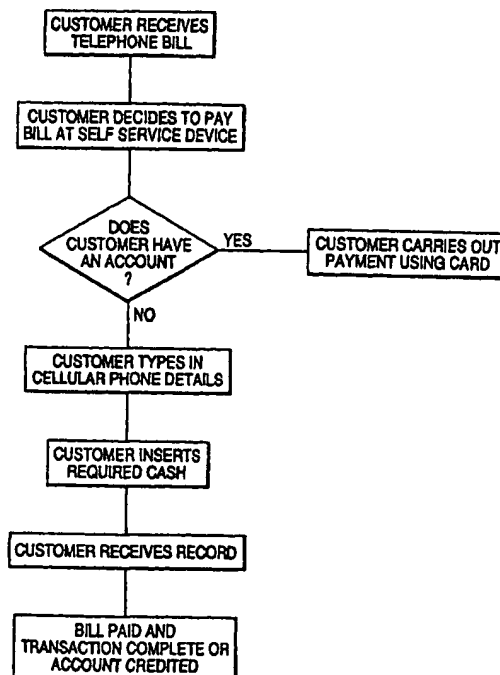 CUSTOMER RECEIVES
TELEPHONE BILL
CUSTOMER DECIDES TO PAY
BILL AT SELF SERVICE DEVICE
DOES
CUSTOMER HAVE
AN ACCOUNT
?
YES
CUSTOMER CARRIES OUT
PAYMENT USING CARD
NO
CUSTOMER TYPES IN
CELLULAR PHONE DETAILS
CUSTOMER INSERTS
REQUIRED CASH
CUSTOMER RECEIVES RECORD
BILL PAID AND
TRANSACTION COMPLETE OR
ACCOUNT CREDITED